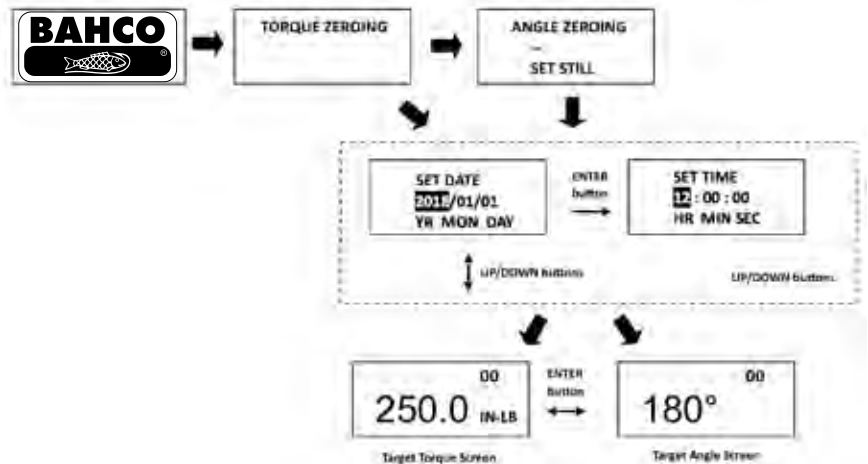 BAHCO
®
TORQUE ZEROING
ANGLE ZEROING
--
SET STILL
SET DATE
2018/01/01
YR MON DAY
ENTER
button
SET TIME
12 : 00 : 00
HR MIN SEC
UP/DOWN buttons
UP/DOWN buttons
00
250.0 IN-LB
Target Torque Screen
ENTER
button
00
180°
Target Angle Screen